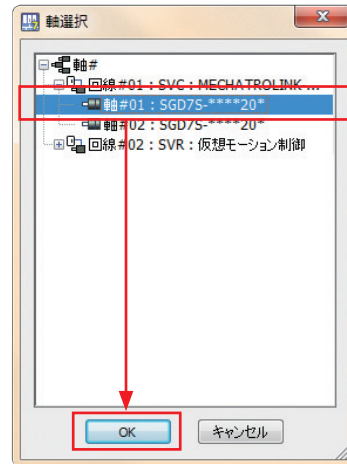 軸選択
軸#
回線#01 : SVC : MECHATROLINK ...
軸#01 : SGD7S-****20*
軸#02 : SGD7S-****20*
回線#02 : SVR : 仮想モーション制御
OK
キャンセル